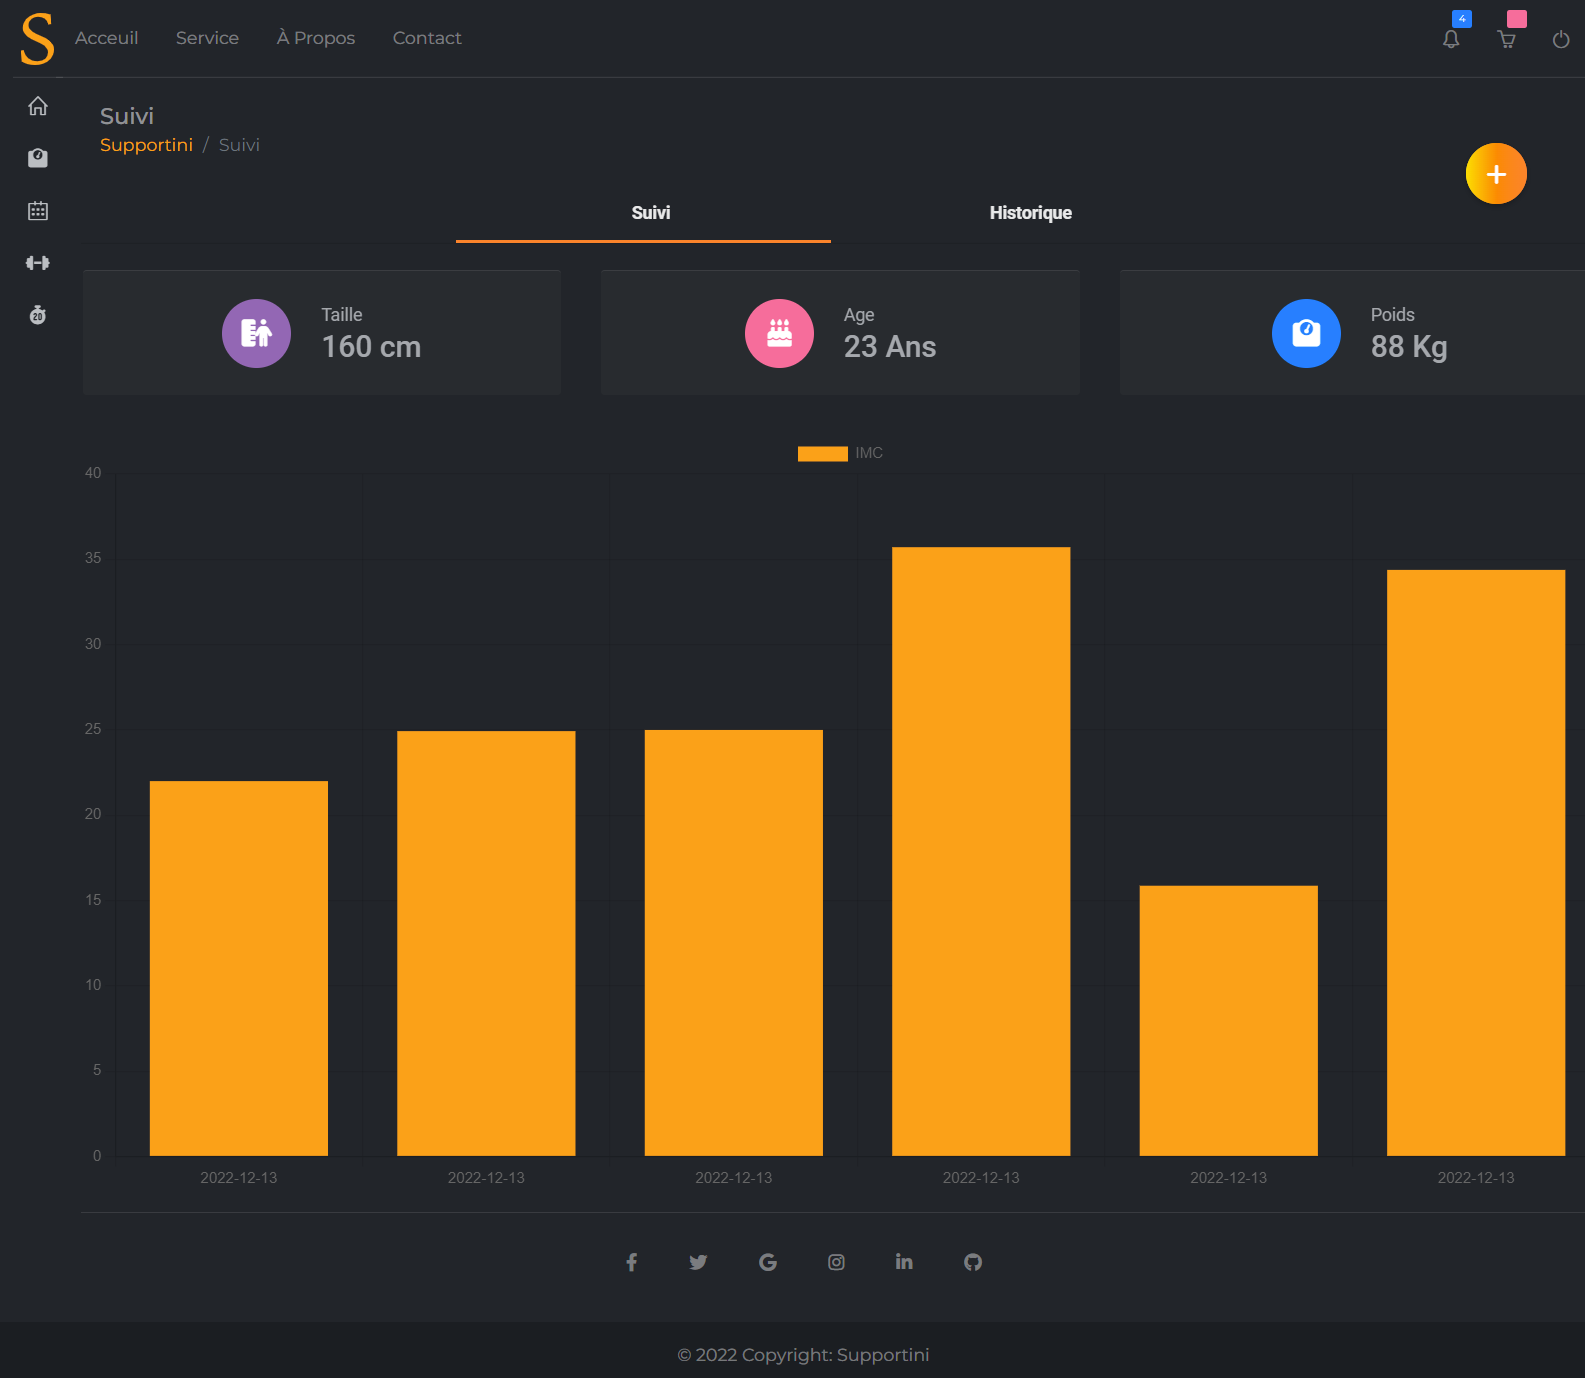 S
Acceuil Service À Propos Contact
4
Suivi
Supportini / Suivi
+
Suivi Historique
Taille
160 cm
Age
23 Ans
Poids
88 Kg
20
IMC
40
35
30
25
20
15
10
5
0
2022-12-13 2022-12-13 2022-12-13 2022-12-13 2022-12-13 2022-12-13
© 2022 Copyright: Supportini